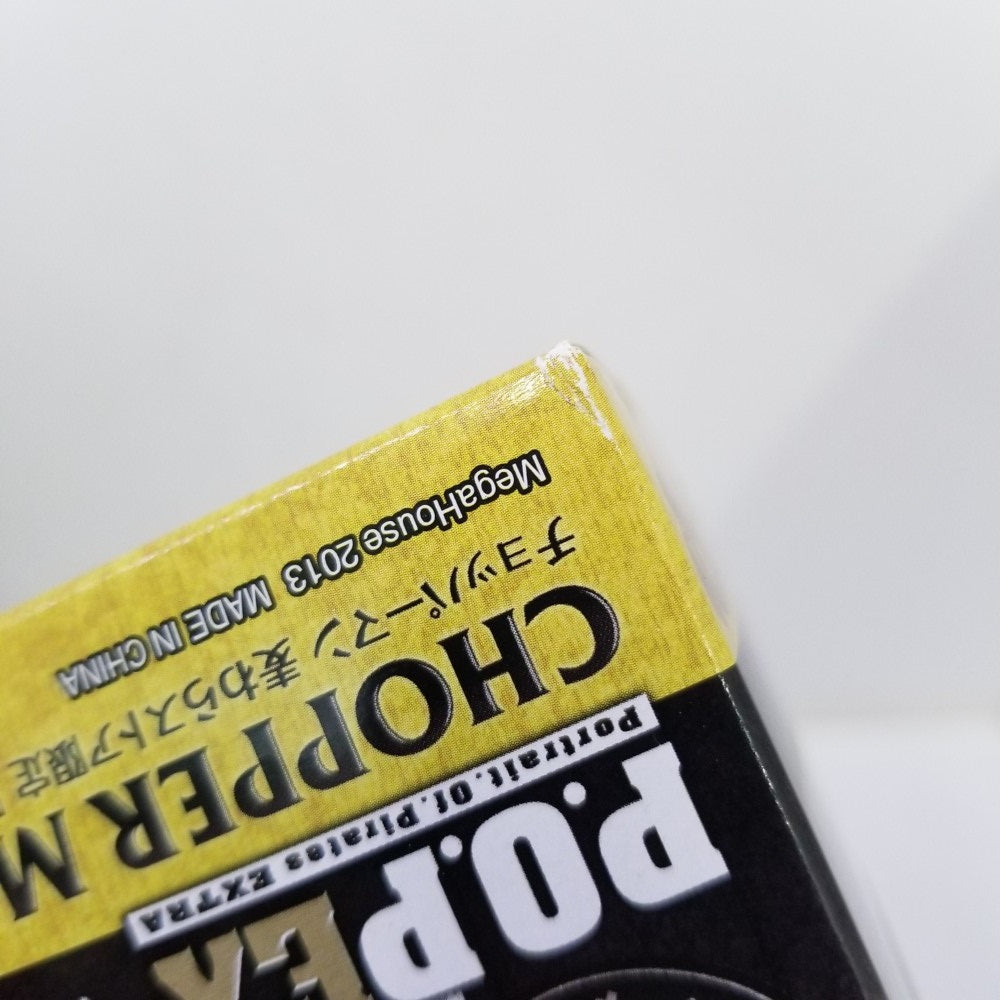 P.O.P EX
Portrait.Of.Pirates EXTRA
CHOPPER M
チョッパーマン 麦わらストア限定
MegaHouse 2013 MADE IN CHINA